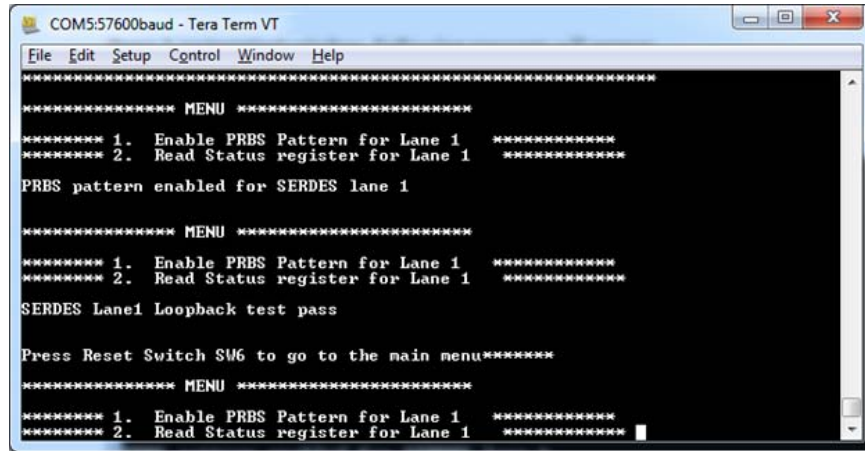 COM5:57600baud - Tera Term VT
File Edit Setup Control Window Help
******************************************************************
**************** MENU ************************
******** 1. Enable PRBS Pattern for Lane 1 ************
******** 2. Read Status register for Lane 1 ************
PRBS pattern enabled for SERDES lane 1
**************** MENU ************************
******** 1. Enable PRBS Pattern for Lane 1 ************
******** 2. Read Status register for Lane 1 ************
SERDES Lane1 Loopback test pass
Press Reset Switch SW6 to go to the main menu*******
**************** MENU ************************
******** 1. Enable PRBS Pattern for Lane 1 ************
******** 2. Read Status register for Lane 1 ************